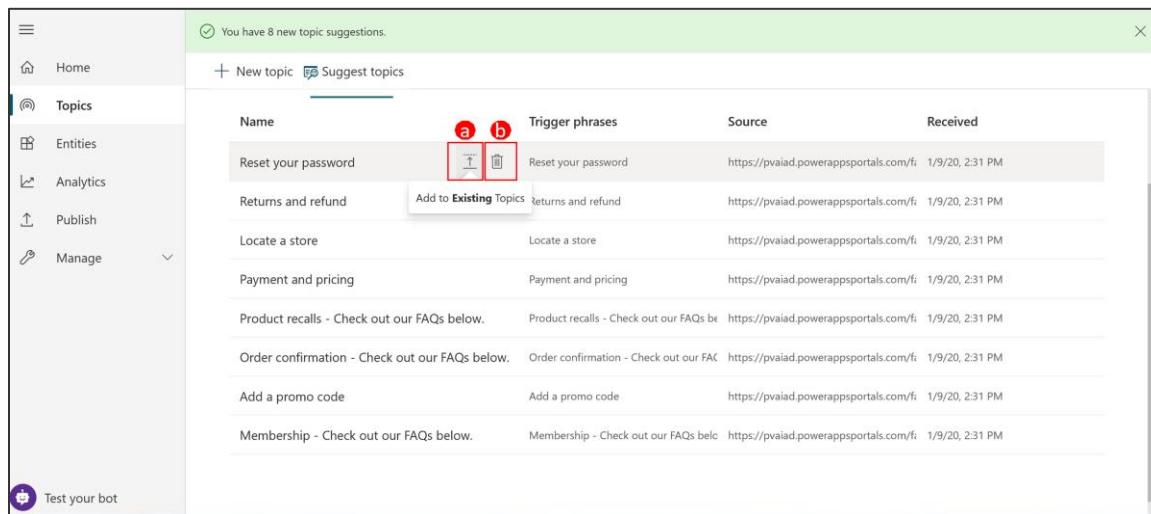 You have 8 new topic suggestions.
Home
Topics
Entities
Analytics
Publish
Manage
Test your bot
+ New topic Suggest topics
Name Trigger phrases Source Received
a b
Reset your password Reset your password https://pvaiad.powerappsportals.com/fa 1/9/20, 2:31 PM
Add to Existing Topics
Returns and refund Returns and refund https://pvaiad.powerappsportals.com/fa 1/9/20, 2:31 PM
Locate a store Locate a store https://pvaiad.powerappsportals.com/fa 1/9/20, 2:31 PM
Payment and pricing Payment and pricing https://pvaiad.powerappsportals.com/fa 1/9/20, 2:31 PM
Product recalls - Check out our FAQs below. Product recalls - Check out our FAQs be https://pvaiad.powerappsportals.com/fa 1/9/20, 2:31 PM
Order confirmation - Check out our FAQs below. Order confirmation - Check out our FAC https://pvaiad.powerappsportals.com/fa 1/9/20, 2:31 PM
Add a promo code Add a promo code https://pvaiad.powerappsportals.com/fa 1/9/20, 2:31 PM
Membership - Check out our FAQs below. Membership - Check out our FAQs belc https://pvaiad.powerappsportals.com/fa 1/9/20, 2:31 PM